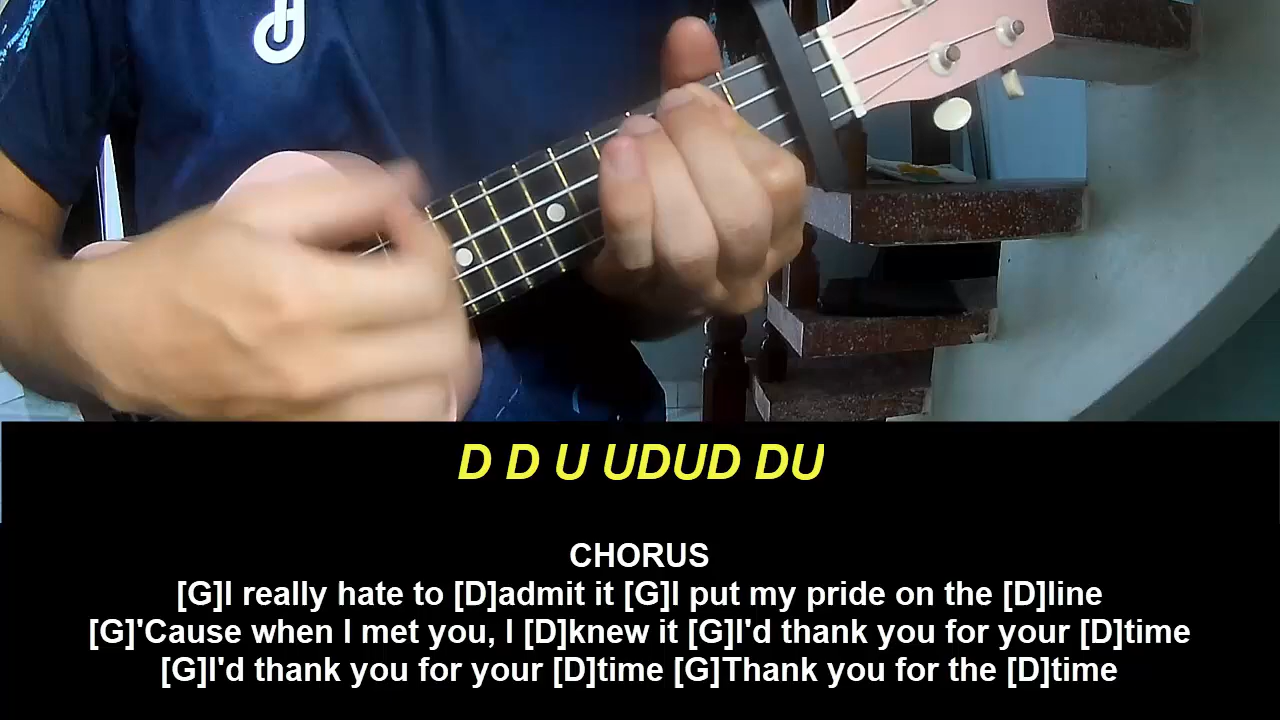 D D U UDUD DU
CHORUS
[G]I really hate to [D]admit it [G]I put my pride on the [D]line
[G]'Cause when I met you, I [D]knew it [G]I'd thank you for your [D]time
[G]I'd thank you for your [D]time [G]Thank you for the [D]time